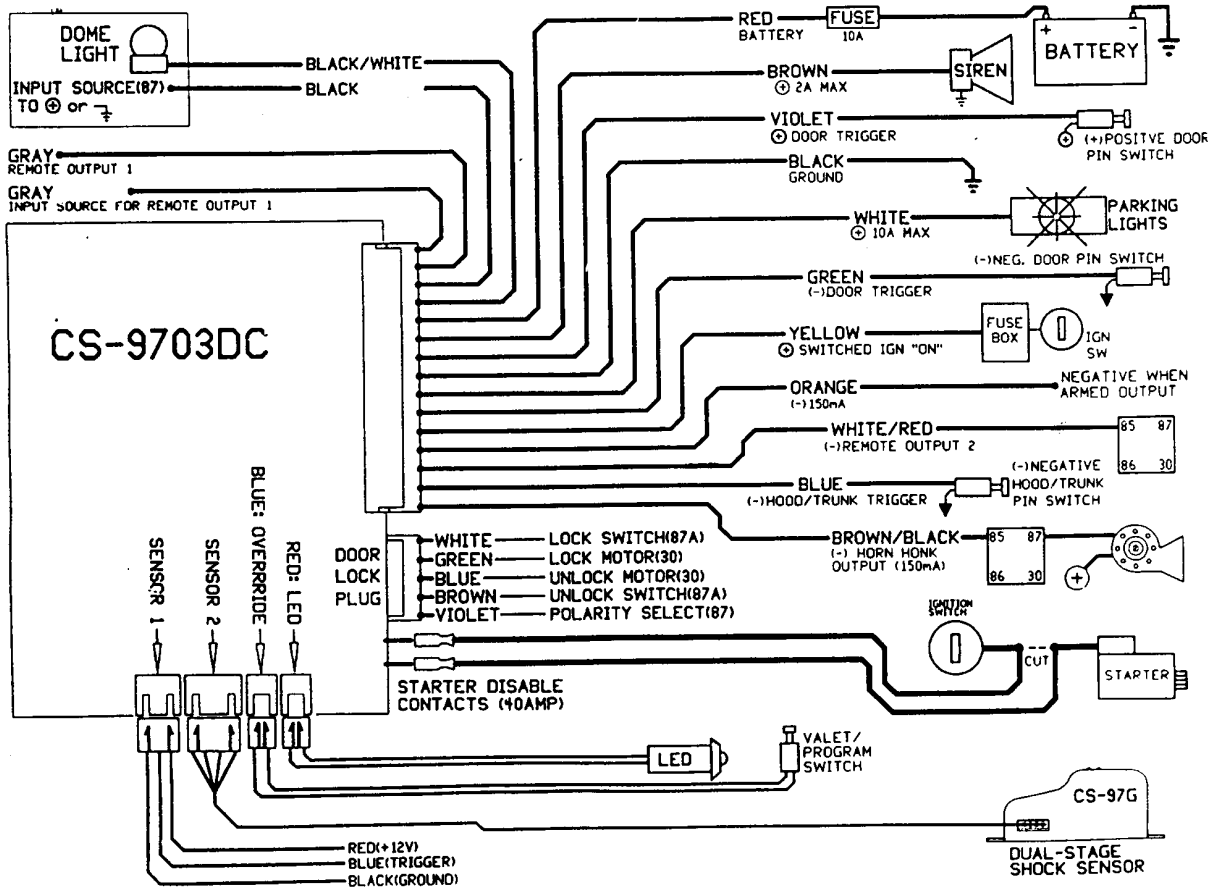 DOME
LIGHT
INPUT SOURCE(87)
TO ⊕ or
BLACK/WHITE
BLACK
GRAY
REMOTE OUTPUT 1
GRAY
INPUT SOURCE FOR REMOTE OUTPUT 1
CS-9703DC
RED
BATTERY
FUSE
10A
+ -
BATTERY
BROWN
⊕ 2A MAX
SIREN
VIOLET
⊕ DOOR TRIGGER
⊕ (+)POSITVE DOOR
PIN SWITCH
BLACK
GROUND
WHITE
⊕ 10A MAX
PARKING
LIGHTS
(-)NEG. DOOR PIN SWITCH
GREEN
(-)DOOR TRIGGER
YELLOW
⊕ SWITCHED IGN "ON"
FUSE
BOX
IGN
SW
ORANGE
(-)150mA
NEGATIVE WHEN
ARMED OUTPUT
WHITE/RED
(-)REMOTE OUTPUT 2
85 87
86 30
BLUE
(-)HOOD/TRUNK TRIGGER
(-)NEGATIVE
HOOD/TRUNK
PIN SWITCH
BROWN/BLACK
(-) HORN HONK
OUTPUT (150mA)
85 87
86 30
⊕
DOOR
LOCK
PLUG
WHITE LOCK SWITCH(87A)
GREEN LOCK MOTOR(30)
BLUE UNLOCK MOTOR(30)
BROWN UNLOCK SWITCH(87A)
VIOLET POLARITY SELECT(87)
SENSOR 1
SENSOR 2
BLUE: OVERRRIDE
RED: LED
IGNITION
SWITCH
CUT
STARTER
STARTER DISABLE
CONTACTS (40AMP)
LED
VALET/
PROGRAM
SWITCH
CS-97G
DUAL-STAGE
SHOCK SENSOR
RED(+12V)
BLUE(TRIGGER)
BLACK(GROUND)